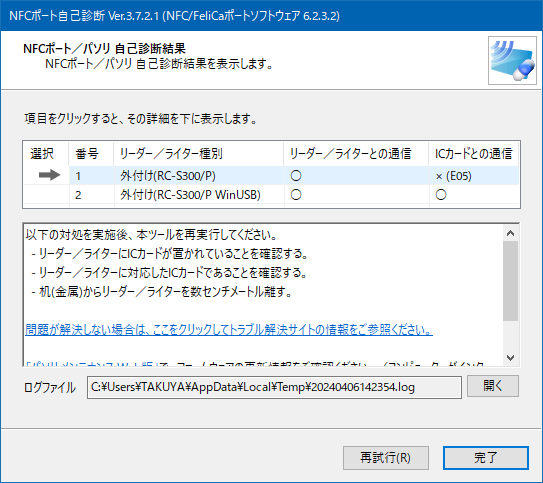 NFCポート自己診断 Ver.3.7.2.1 (NFC/FeliCaポートソフトウェア 6.2.3.2)
NFCポート／パソリ 自己診断結果
NFCポート／パソリ 自己診断結果を表示します。
項目をクリックすると、その詳細を下に表示します。
選択 番号 リーダー／ライター種別 リーダー／ライターとの通信 ICカードとの通信
1 外付け(RC-S300/P) ○ × (E05)
2 外付け(RC-S300/P WinUSB) ○ ○
以下の対処を実施後、本ツールを再実行してください。
- リーダー／ライターにICカードが置かれていることを確認する。
- リーダー／ライターに対応したICカードであることを確認する。
- 机(金属)からリーダー／ライターを数センチメートル離す。
問題が解決しない場合は、ここをクリックしてトラブル解決サイトの情報をご参照ください。
ログファイル C:¥Users¥TAKUYA¥AppData¥Local¥Temp¥20240406142354.log 開く
再試行(R) 完了